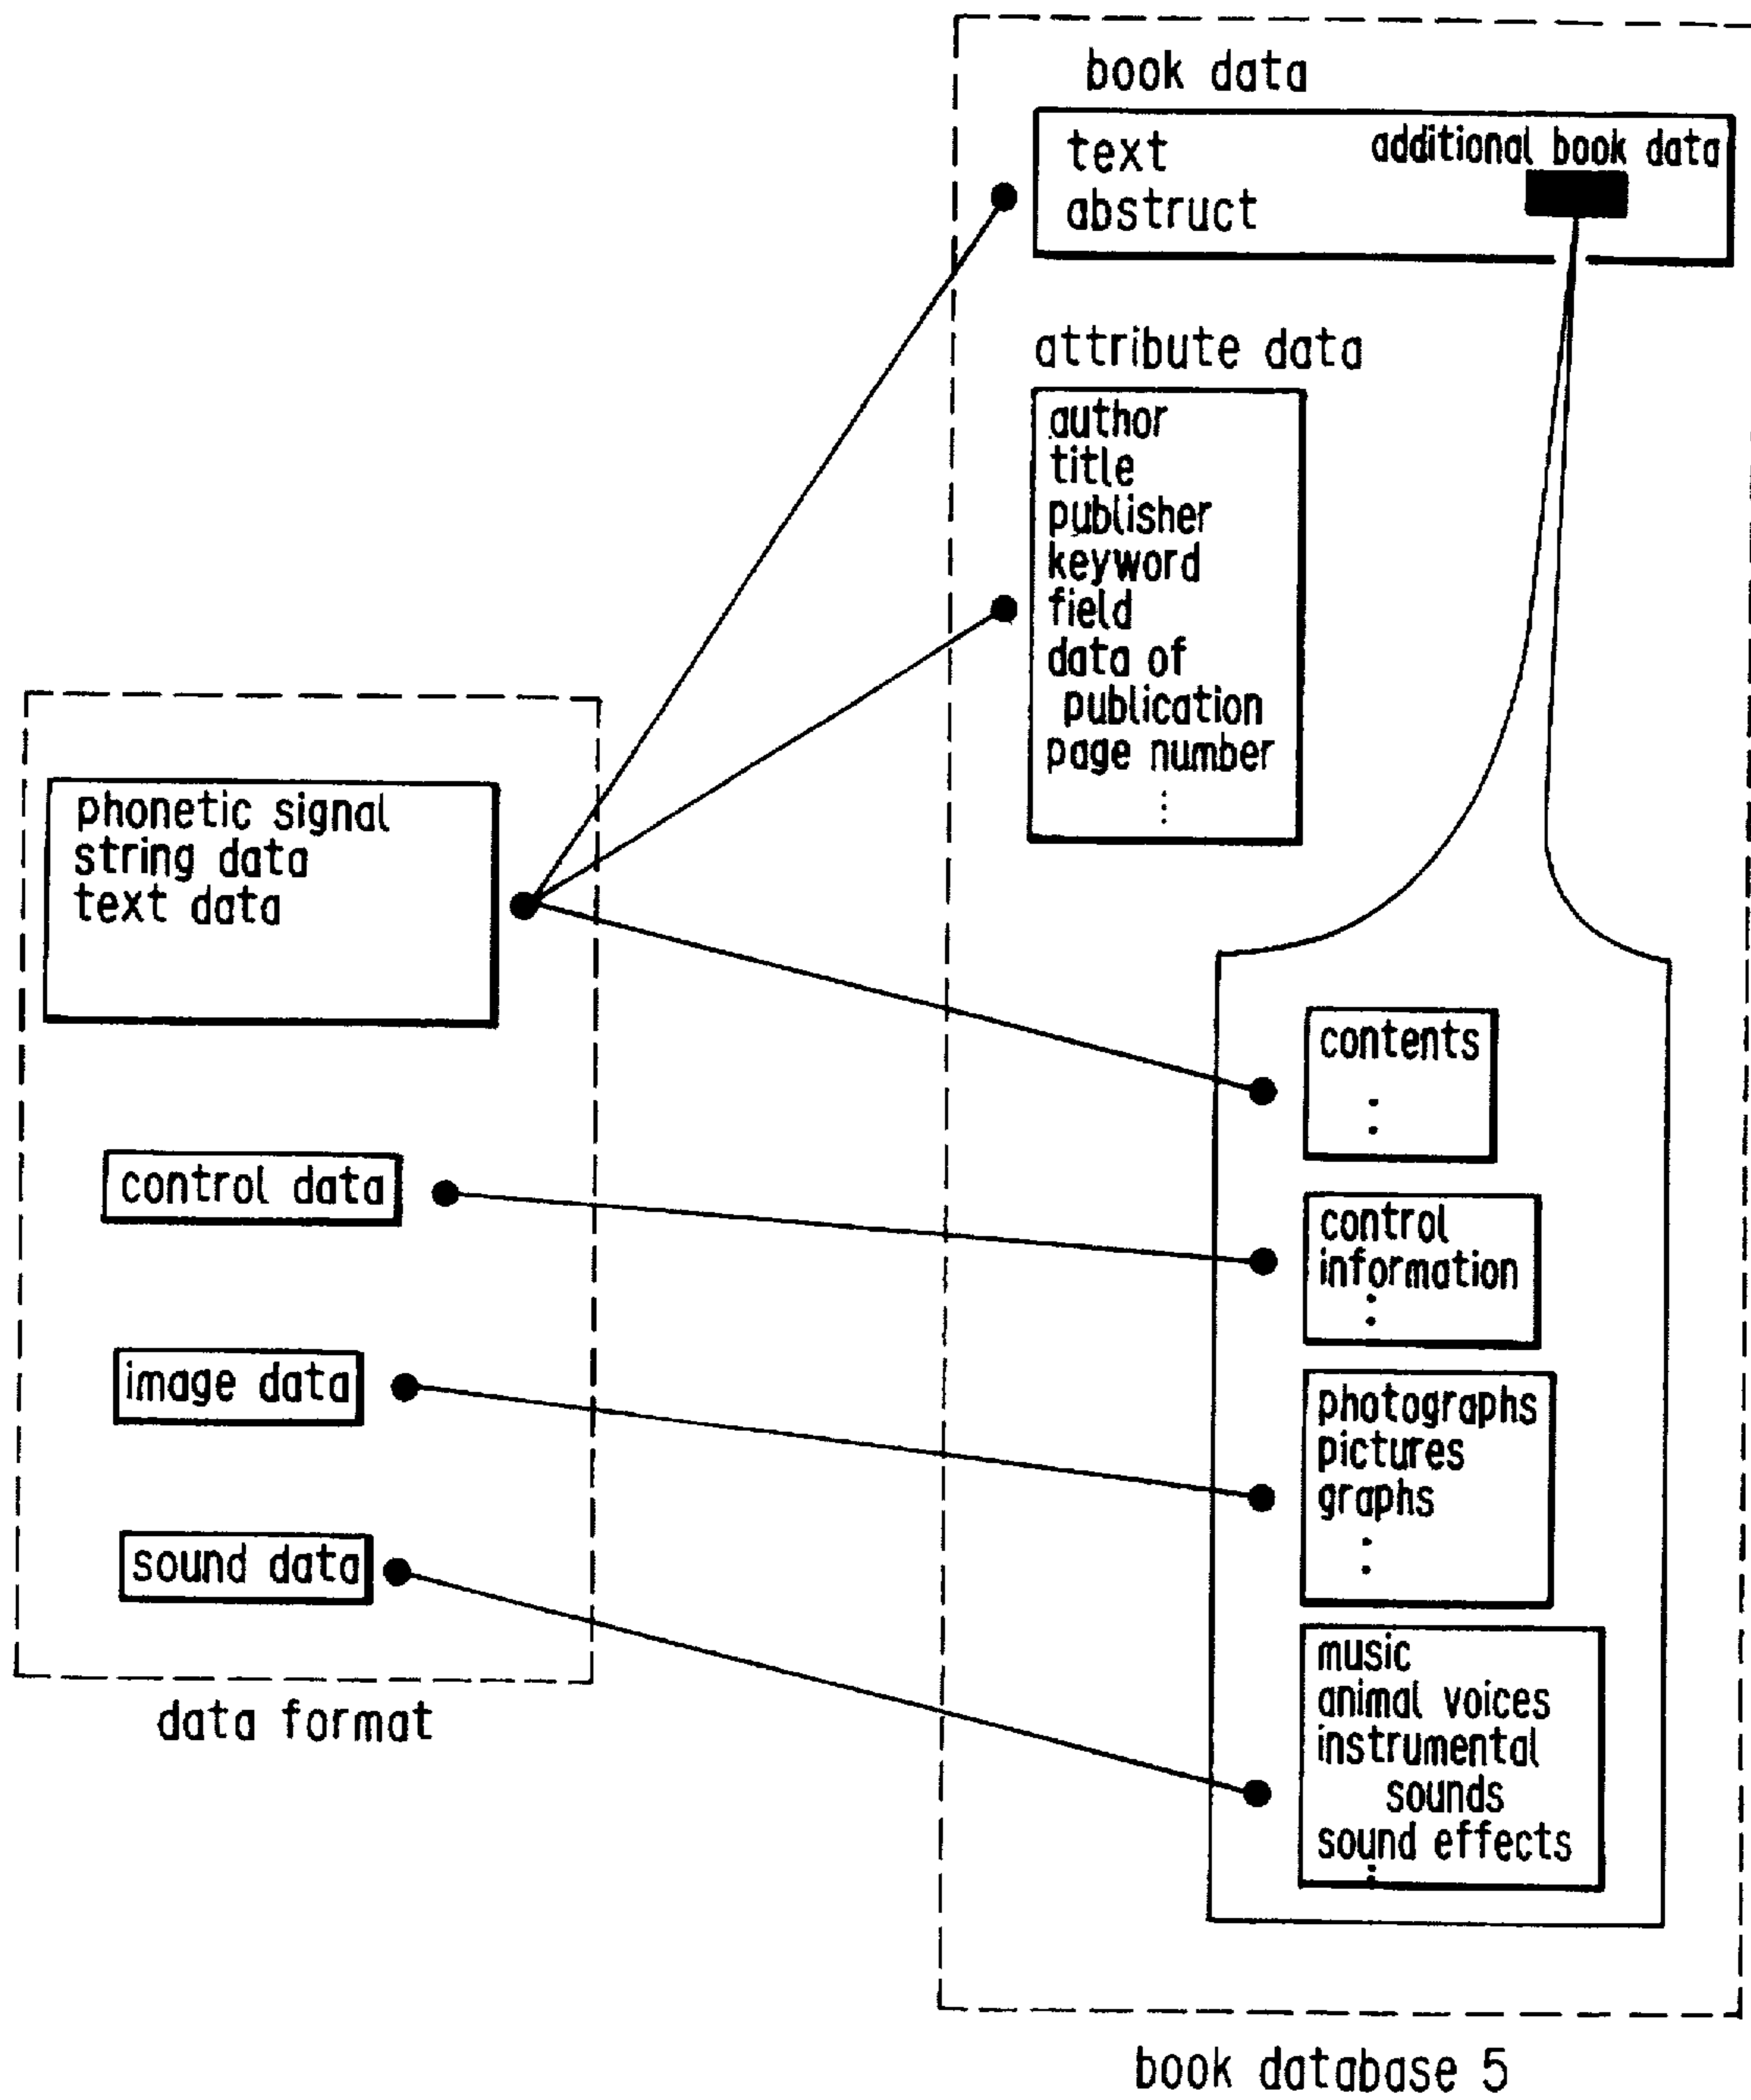 book data
text
abstruct
additional book data
attribute data
author
title
publisher
keyword
field
data of
publication
page number
phonetic signal
string data
text data
control data
image data
sound data
data format
contents
control
information
photographs
pictures
graphs
music
animal voices
instrumental
sounds
sound effects
book database 5